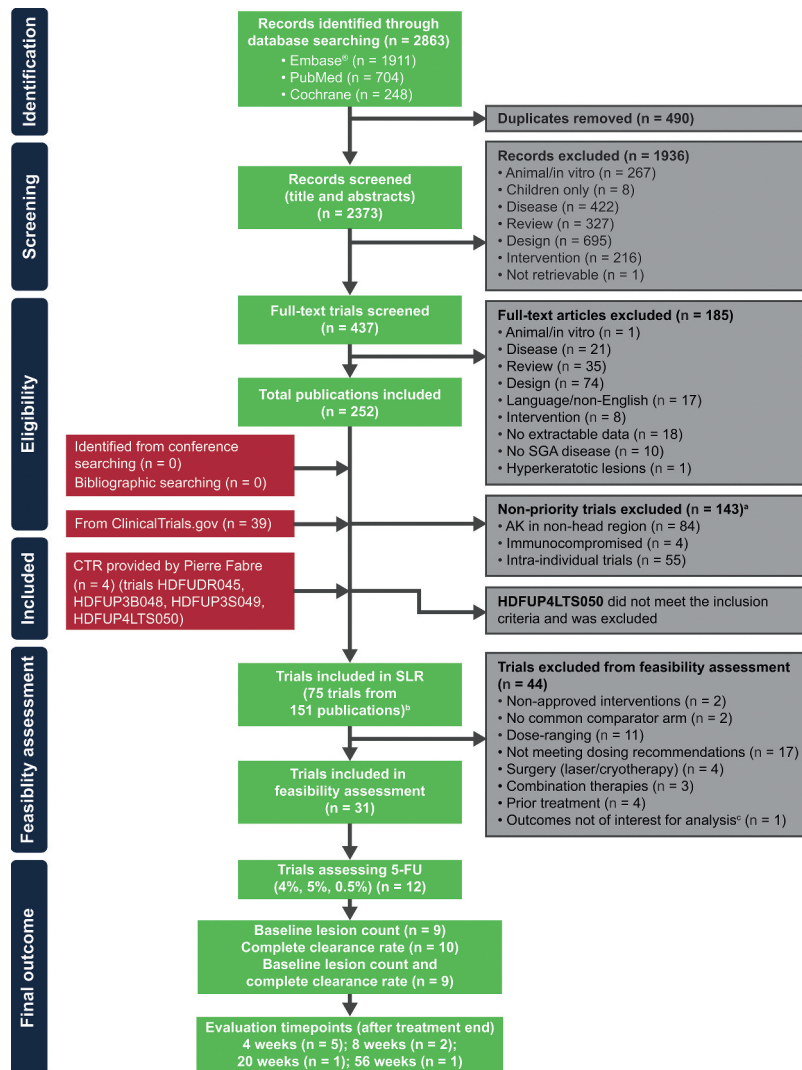 Identification
Records identified through
database searching (n = 2863)
• Embase® (n = 1911)
• PubMed (n = 704)
• Cochrane (n = 248)
Duplicates removed (n = 490)
Screening
Records screened
(title and abstracts)
(n = 2373)
Records excluded (n = 1936)
• Animal/in vitro (n = 267)
• Children only (n = 8)
• Disease (n = 422)
• Review (n = 327)
• Design (n = 695)
• Intervention (n = 216)
• Not retrievable (n = 1)
Eligibility
Full-text trials screened
(n = 437)
Full-text articles excluded (n = 185)
• Animal/in vitro (n = 1)
• Disease (n = 21)
• Review (n = 35)
• Design (n = 74)
• Language/non-English (n = 17)
• Intervention (n = 8)
• No extractable data (n = 18)
• No SGA disease (n = 10)
• Hyperkeratotic lesions (n = 1)
Total publications included
(n = 252)
Identified from conference
searching (n = 0)
Bibliographic searching (n = 0)
From ClinicalTrials.gov (n = 39)
Non-priority trials excluded (n = 143)a
• AK in non-head region (n = 84)
• Immunocompromised (n = 4)
• Intra-individual trials (n = 55)
Included
CTR provided by Pierre Fabre
(n = 4) (trials HDFUDR045,
HDFUP3B048, HDFUP3S049,
HDFUP4LTS050)
HDFUP4LTS050 did not meet the inclusion
criteria and was excluded
Feasiblity assessment
Trials included in SLR
(75 trials from
151 publications)b
Trials excluded from feasibility assessment
(n = 44)
• Non-approved interventions (n = 2)
• No common comparator arm (n = 2)
• Dose-ranging (n = 11)
• Not meeting dosing recommendations (n = 17)
• Surgery (laser/cryotherapy) (n = 4)
• Combination therapies (n = 3)
• Prior treatment (n = 4)
• Outcomes not of interest for analysisc (n = 1)
Trials included in
feasibility assessment
(n = 31)
Final outcome
Trials assessing 5-FU
(4%, 5%, 0.5%) (n = 12)
Baseline lesion count (n = 9)
Complete clearance rate (n = 10)
Baseline lesion count and
complete clearance rate (n = 9)
Evaluation timepoints (after treatment end)
4 weeks (n = 5); 8 weeks (n = 2);
20 weeks (n = 1); 56 weeks (n = 1)